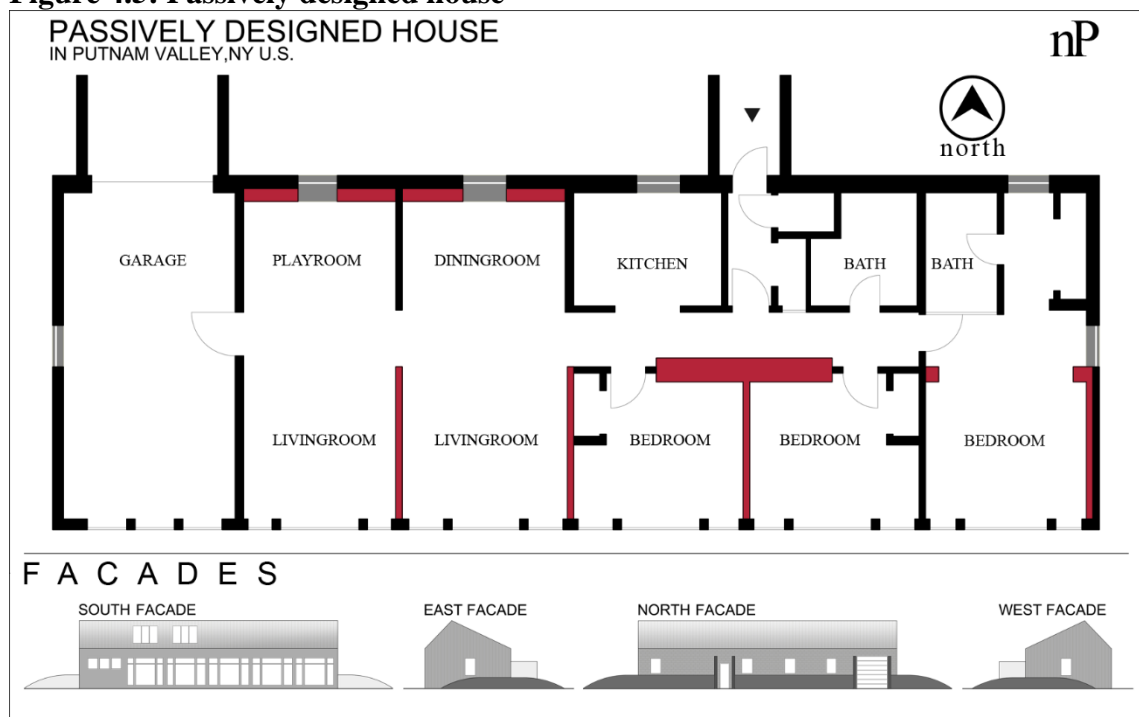 Figure 4.5: Passively designed house
PASSIVELY DESIGNED HOUSE
IN PUTNAM VALLEY,NY U.S.
nP
north
GARAGE
PLAYROOM
DININGROOM
KITCHEN
BATH
BATH
LIVINGROOM
LIVINGROOM
BEDROOM
BEDROOM
BEDROOM
FACADES
SOUTH FACADE
EAST FACADE
NORTH FACADE
WEST FACADE